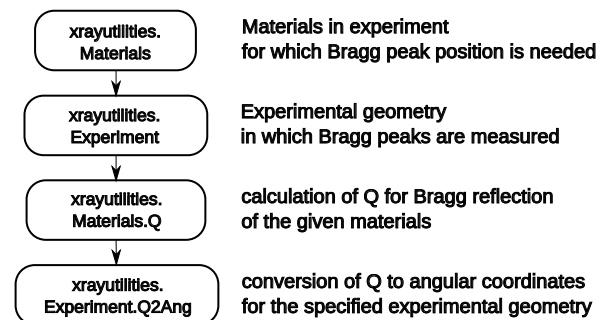 xrayutilities.
Materials
Materials in experiment
for which Bragg peak position is needed
xrayutilities.
Experiment
Experimental geometry
in which Bragg peaks are measured
xrayutilities.
Materials.Q
calculation of Q for Bragg reflection
of the given materials
xrayutilities.
Experiment.Q2Ang
conversion of Q to angular coordinates
for the specified experimental geometry